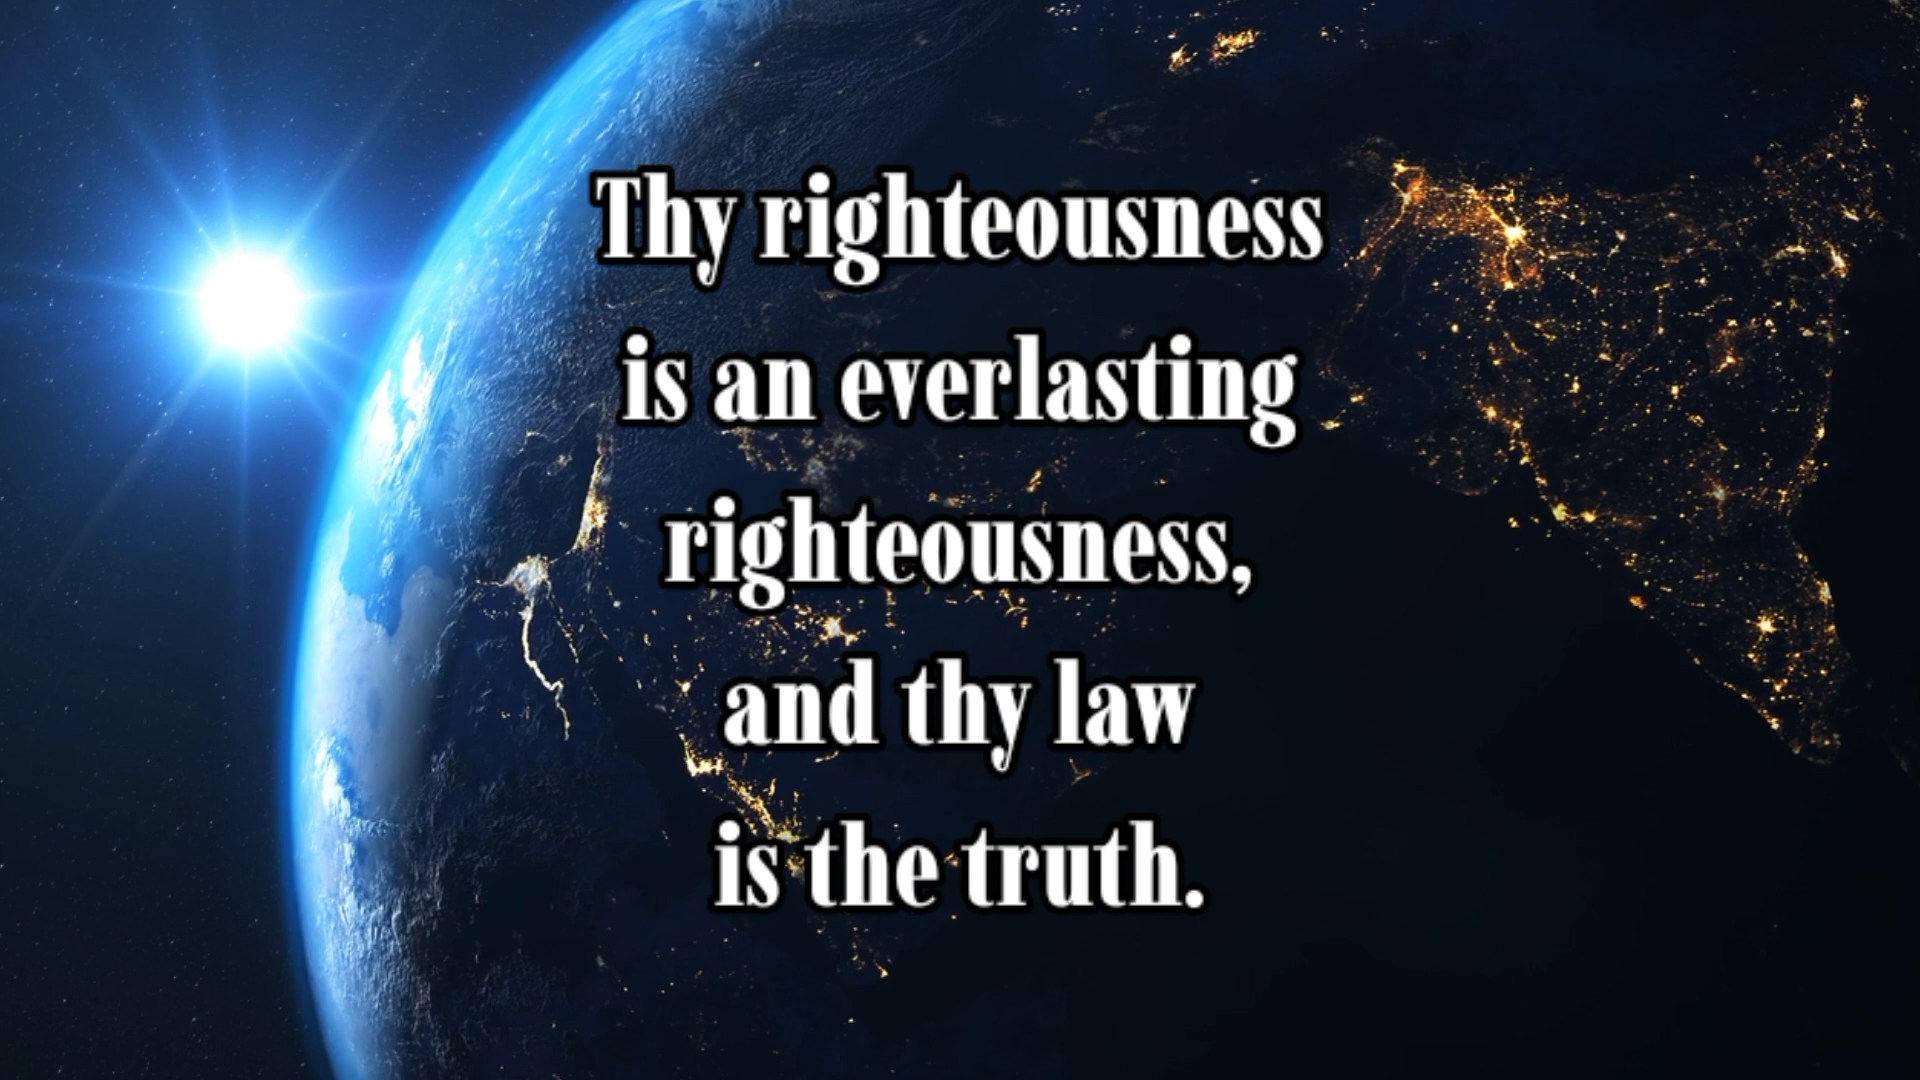 Thy righteousness
is an everlasting
righteousness,
and thy law
is the truth.